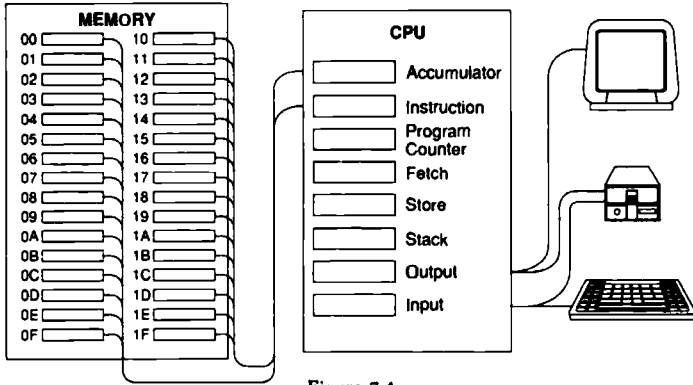 MEMORY
00 10
01 11
02 12
03 13
04 14
05 15
06 16
07 17
08 18
09 19
0A 1A
0B 1B
0C 1C
0D 1D
0E 1E
0F 1F
CPU
Accumulator
Instruction
Program
Counter
Fetch
Store
Stack
Output
Input